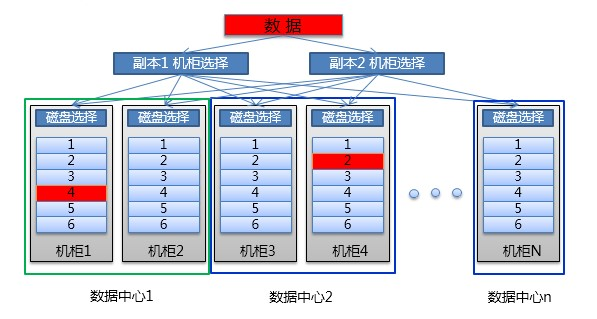 数 据
副本1 机柜选择 副本2 机柜选择
磁盘选择 磁盘选择 磁盘选择 磁盘选择 磁盘选择
1 1 1 1 1
2 2 2 2 2
3 3 3 3 3
4 4 4 4 4
5 5 5 5 5
6 6 6 6 6
机柜1 机柜2 机柜3 机柜4 机柜N
数据中心1 数据中心2 数据中心n